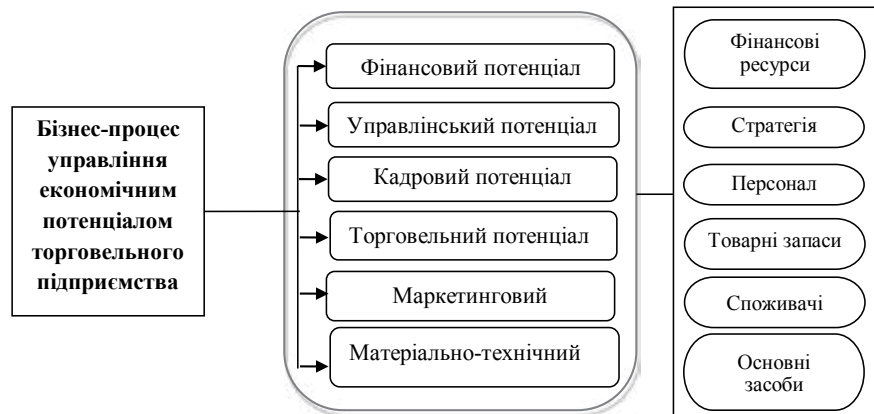 Бізнес-процес
управління
економічним
потенціалом
торговельного
підприємства
Фінансовий потенціал
Управлінський потенціал
Кадровий потенціал
Торговельний потенціал
Маркетинговий
Матеріально-технічний
Фінансові
ресурси
Стратегія
Персонал
Товарні запаси
Споживачі
Основні
засоби